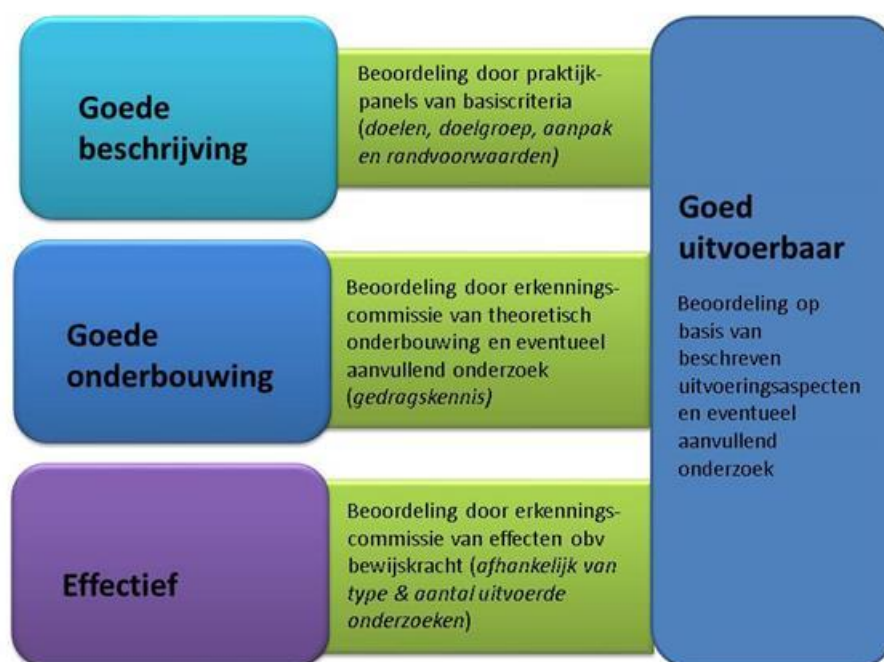 Goede
beschrijving
Beoordeling door praktijk-
panels van basiscriteria
(doelen, doelgroep, aanpak
en randvoorwaarden)
Goede
onderbouwing
Beoordeling door erkennings-
commissie van theoretisch
onderbouwing en eventueel
aanvullend onderzoek
(gedragskennis)
Effectief
Beoordeling door erkennings-
commissie van effecten obv
bewijskracht (afhankelijk van
type & aantal uitvoerde
onderzoeken)
Goed
uitvoerbaar
Beoordeling op
basis van
beschreven
uitvoeringsaspecten
en eventueel
aanvullend
onderzoek